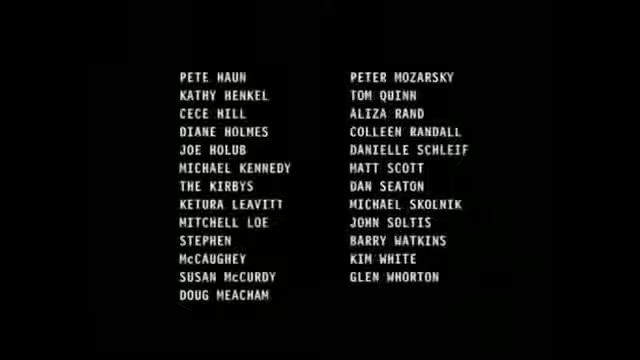 PETE HAUN
KATHY HENKEL
CECE HILL
DIANE HOLMES
JOE HOLUB
MICHAEL KENNEDY
THE KIRBYS
KETURA LEAVITT
MITCHELL LOE
STEPHEN
McCAUGHEY
SUSAN McCURDY
DOUG MEACHAM
PETER MOZARSKY
TOM QUINN
ALIZA RAND
COLLEEN RANDALL
DANIELLE SCHLEIF
MATT SCOTT
DAN SEATON
MICHAEL SKOLNIK
JOHN SOLTIS
BARRY WATKINS
KIM WHITE
GLEN WHORTON